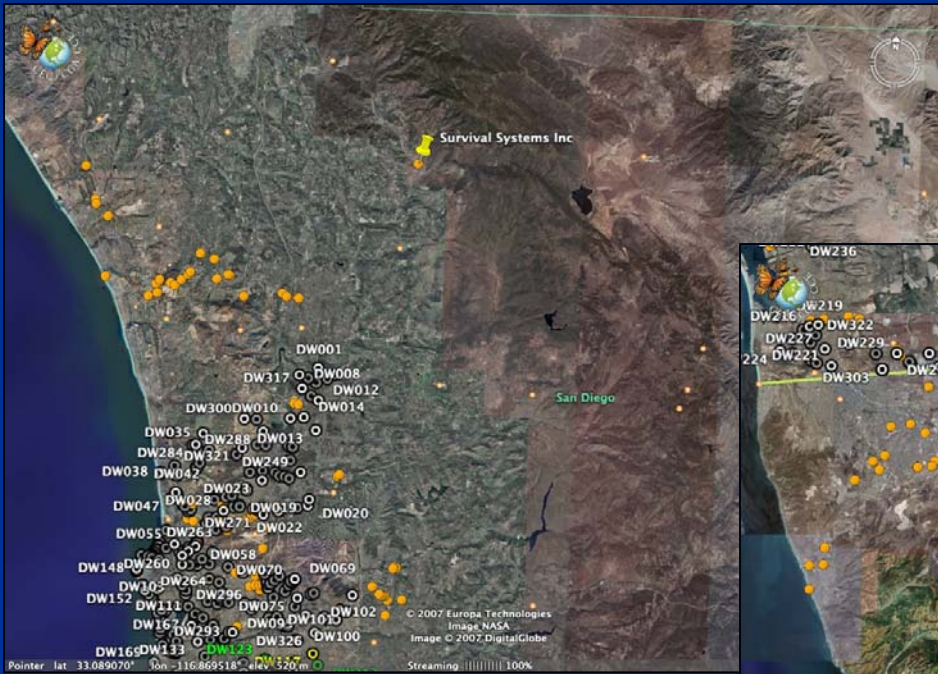 Survival Systems Inc
DW001
DW317
DW008
DW012
DW300 DW010
DW014
San Diego
DW035
DW288
DW013
DW284
DW321
DW038 DW042
DW249
DW023
DW047
DW028
DW019
DW020
DW271
DW022
DW055
DW263
DW058
DW148
DW260
DW070
DW069
DW103
DW264
DW152
DW296
DW111
DW075
DW102
DW167
DW094
DW101
DW293
DW326
DW100
DW169
DW133
DW123
© 2007 Europa Technologies
Image NASA
Image © 2007 DigitalGlobe
Pointer lat 33.089070° lon -116.869518° elev 520 m
Streaming |||||||||| 100%
DW236
DW219
DW216
DW322
DW227
DW229
224
DW221
DW303